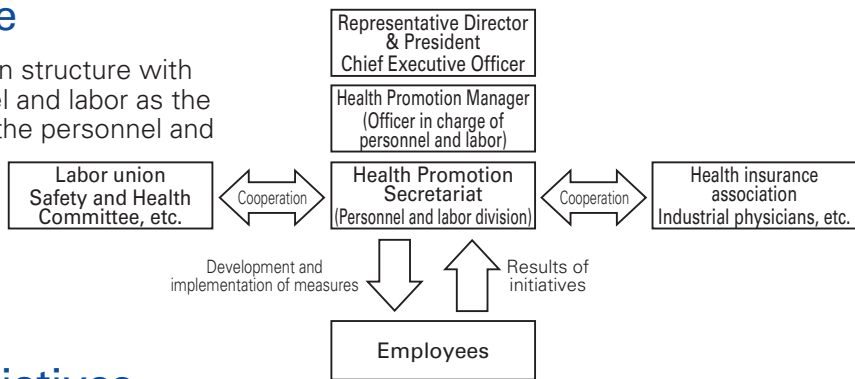 e
n structure with
el and labor as the
the personnel and
Representative Director
& President
Chief Executive Officer
Health Promotion Manager
(Officer in charge of
personnel and labor)
Labor union
Safety and Health
Committee, etc.
Cooperation
Health Promotion
Secretariat
(Personnel and labor division)
Cooperation
Health insurance
association
Industrial physicians, etc.
Development and
implementation of measures
Results of
initiatives
Employees